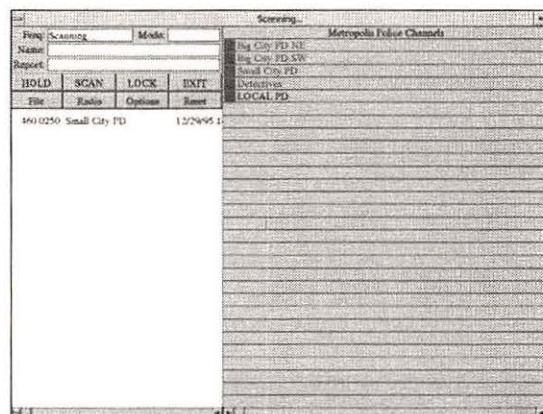 Scanning...
Freq: Scanning Mode:
Name:
Report:
HOLD SCAN LOCK EXIT
File Radio Options Reset
460.0250 Small City PD 12/29/95 1
Metropolis Police Channels
Big City PD NE
Big City PD SW
Small City PD
Detectives
LOCAL PD